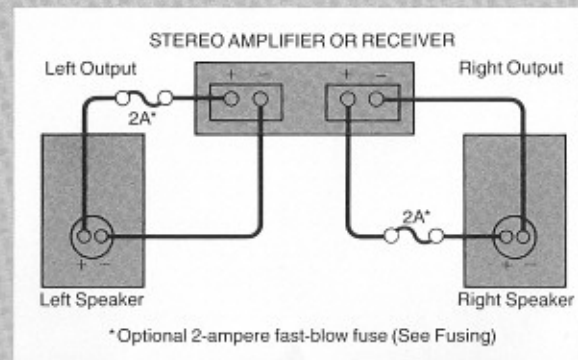 STEREO AMPLIFIER OR RECEIVER
Left Output
Right Output
+ − + −
2A*
2A*
+ −
+ −
Left Speaker
Right Speaker
*Optional 2-ampere fast-blow fuse (See Fusing)